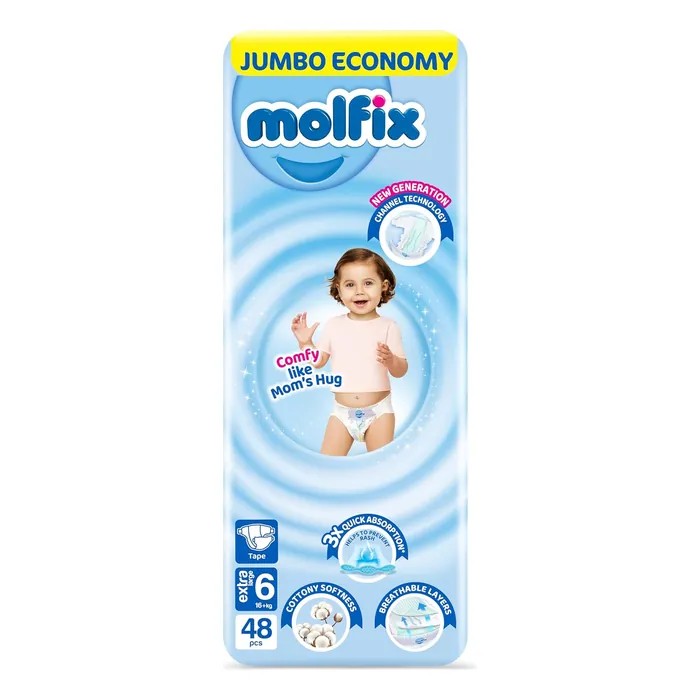 JUMBO ECONOMY
molfix
NEW GENERATION
CHANNEL TECHNOLOGY
Comfy
like
Mom's Hug
3X QUICK ABSORPTION*
HELPS TO PREVENT
RASH
Tape
extra
large
6
16+kg
COTTONY SOFTNESS
BREATHABLE LAYERS
48
pcs